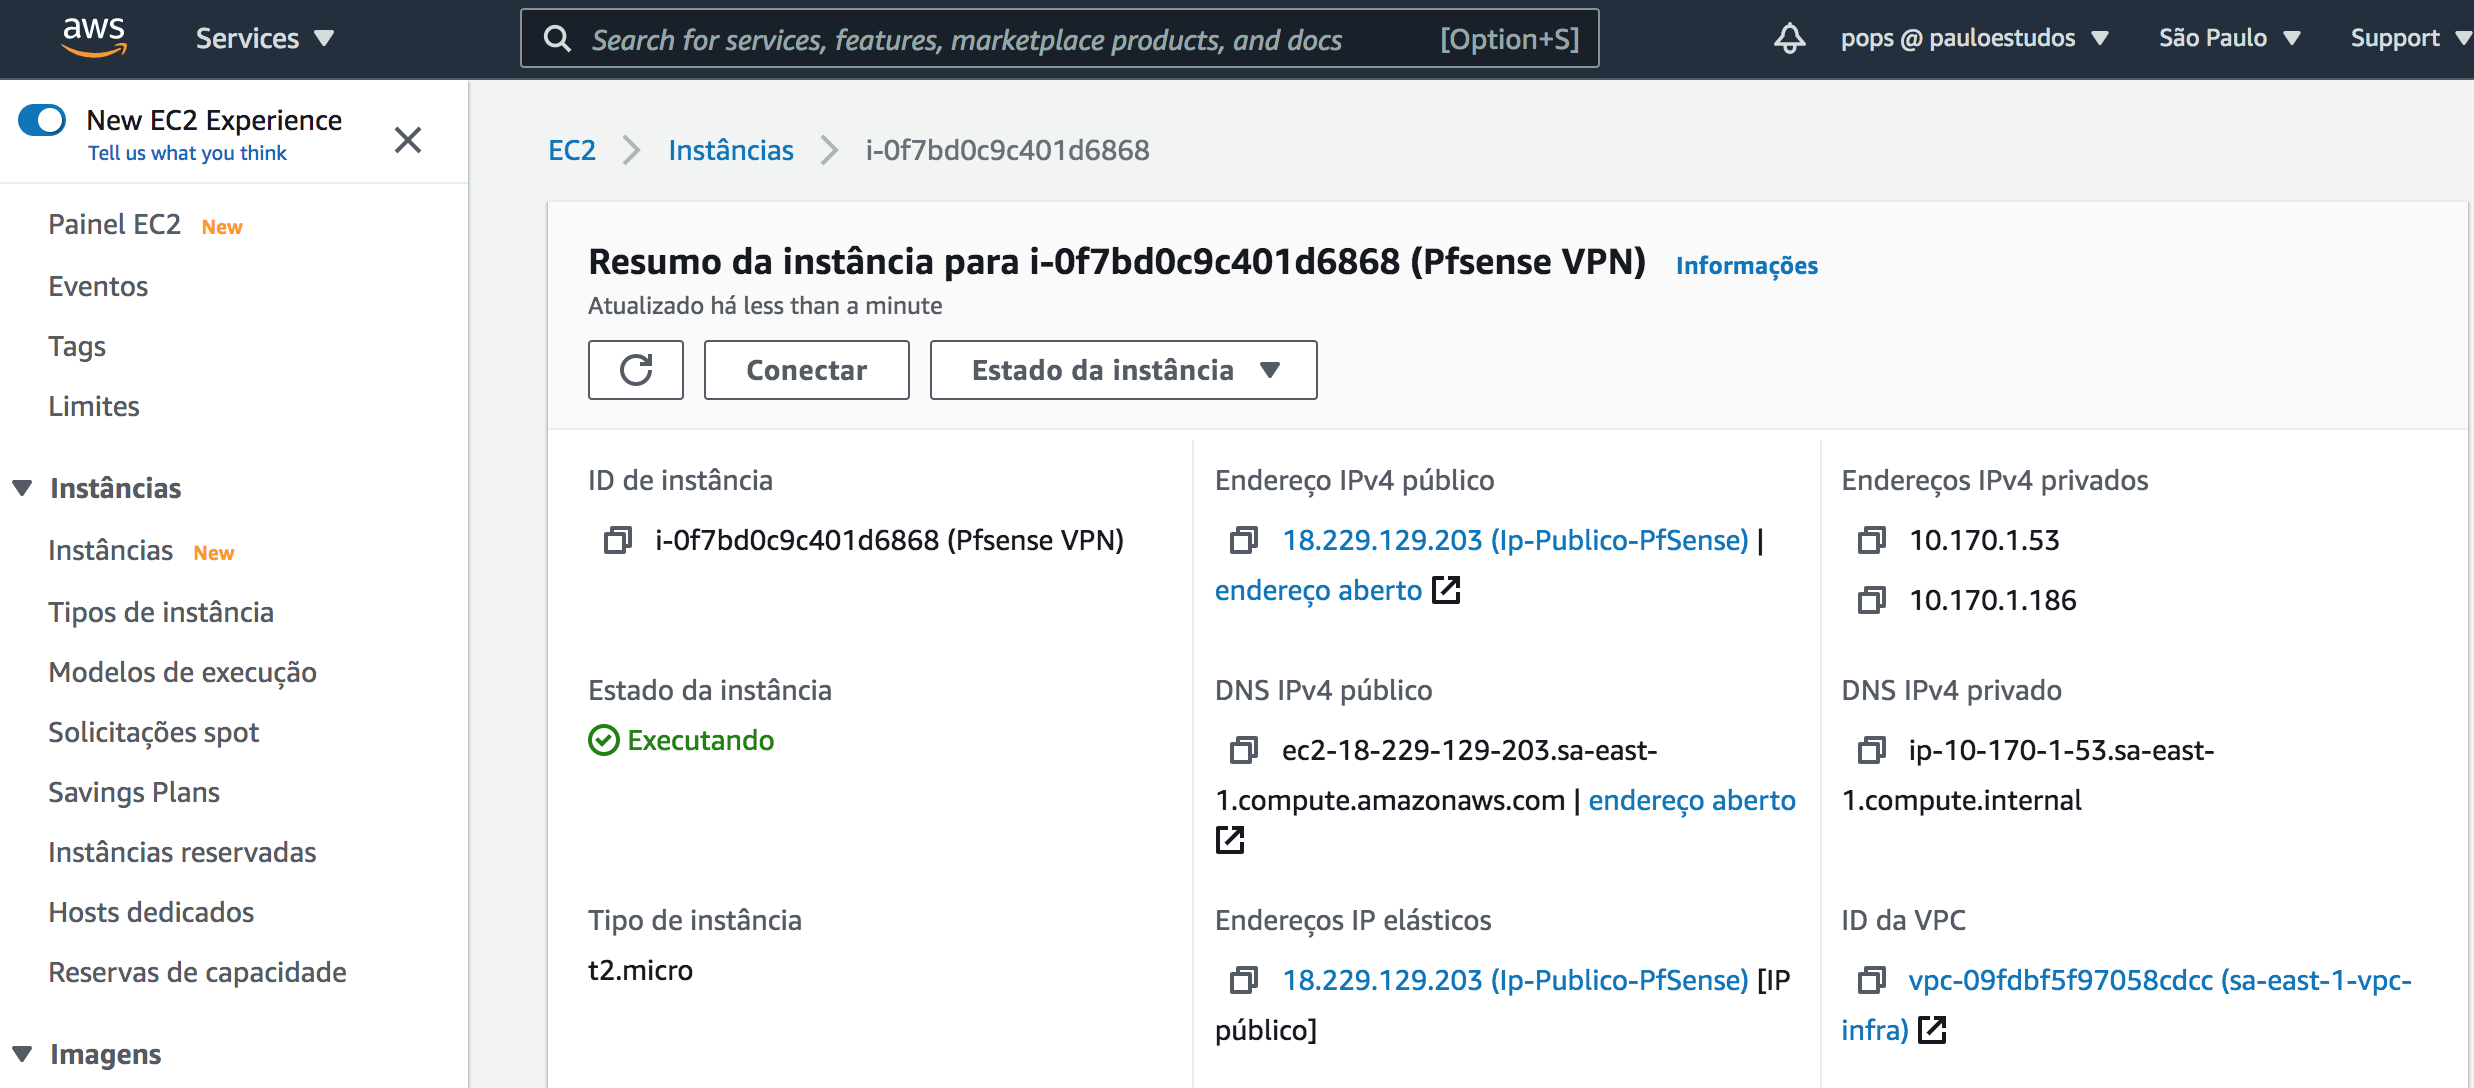 aws
Services
Search for services, features, marketplace products, and docs
[Option+S]
pops @ pauloestudos
São Paulo
Support
New EC2 Experience
Tell us what you think
Painel EC2 New
Eventos
Tags
Limites
Instâncias
Instâncias New
Tipos de instância
Modelos de execução
Solicitações spot
Savings Plans
Instâncias reservadas
Hosts dedicados
Reservas de capacidade
Imagens
EC2 Instâncias i-0f7bd0c9c401d6868
Resumo da instância para i-0f7bd0c9c401d6868 (Pfsense VPN) Informações
Atualizado há less than a minute
Conectar
Estado da instância
ID de instância
i-0f7bd0c9c401d6868 (Pfsense VPN)
Endereço IPv4 público
18.229.129.203 (Ip-Publico-PfSense) |
endereço aberto
Endereços IPv4 privados
10.170.1.53
10.170.1.186
Estado da instância
Executando
DNS IPv4 público
ec2-18-229-129-203.sa-east-
1.compute.amazonaws.com | endereço aberto
DNS IPv4 privado
ip-10-170-1-53.sa-east-
1.compute.internal
Tipo de instância
t2.micro
Endereços IP elásticos
18.229.129.203 (Ip-Publico-PfSense) [IP
público]
ID da VPC
vpc-09fdbf5f97058cdcc (sa-east-1-vpc-
infra)